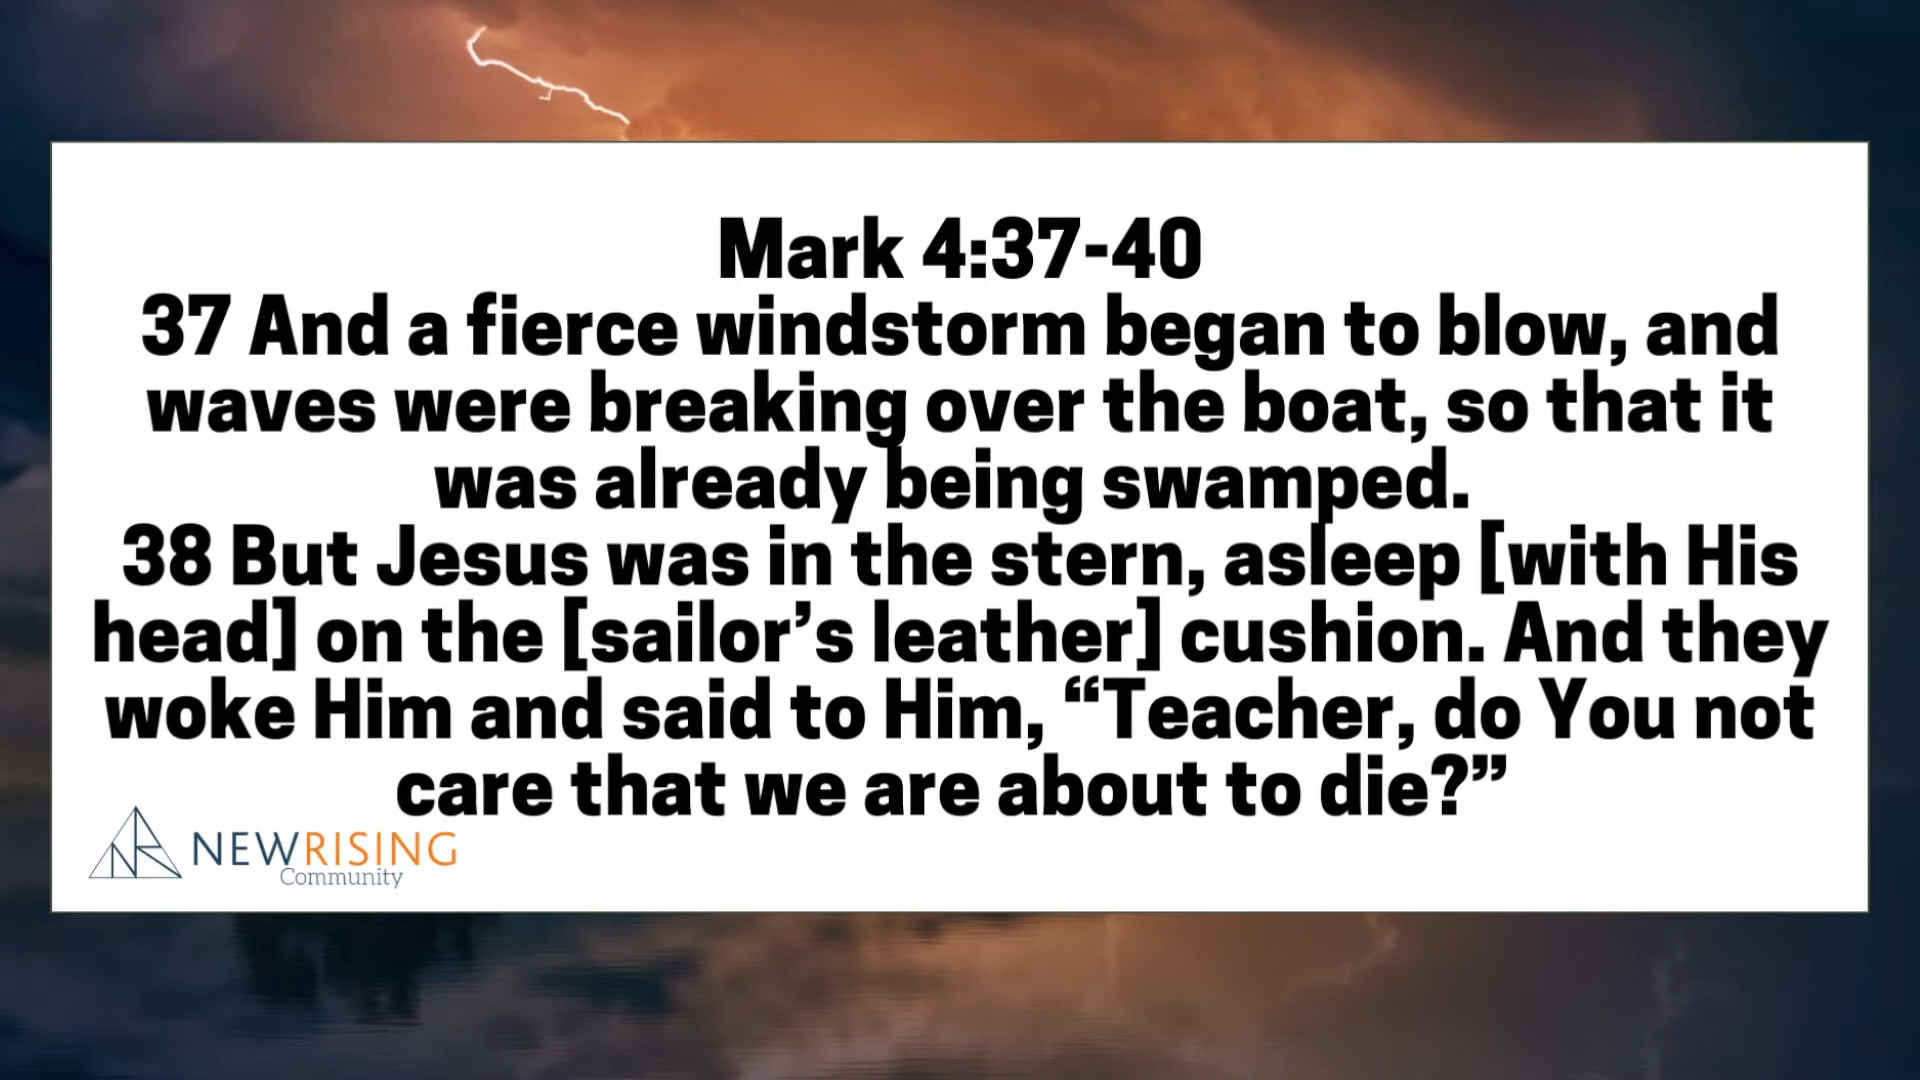 Mark 4:37-40
37 And a fierce windstorm began to blow, and
waves were breaking over the boat, so that it
was already being swamped.
38 But Jesus was in the stern, asleep [with His
head] on the [sailor’s leather] cushion. And they
woke Him and said to Him, “Teacher, do You not
care that we are about to die?”
NEWRISING
Community